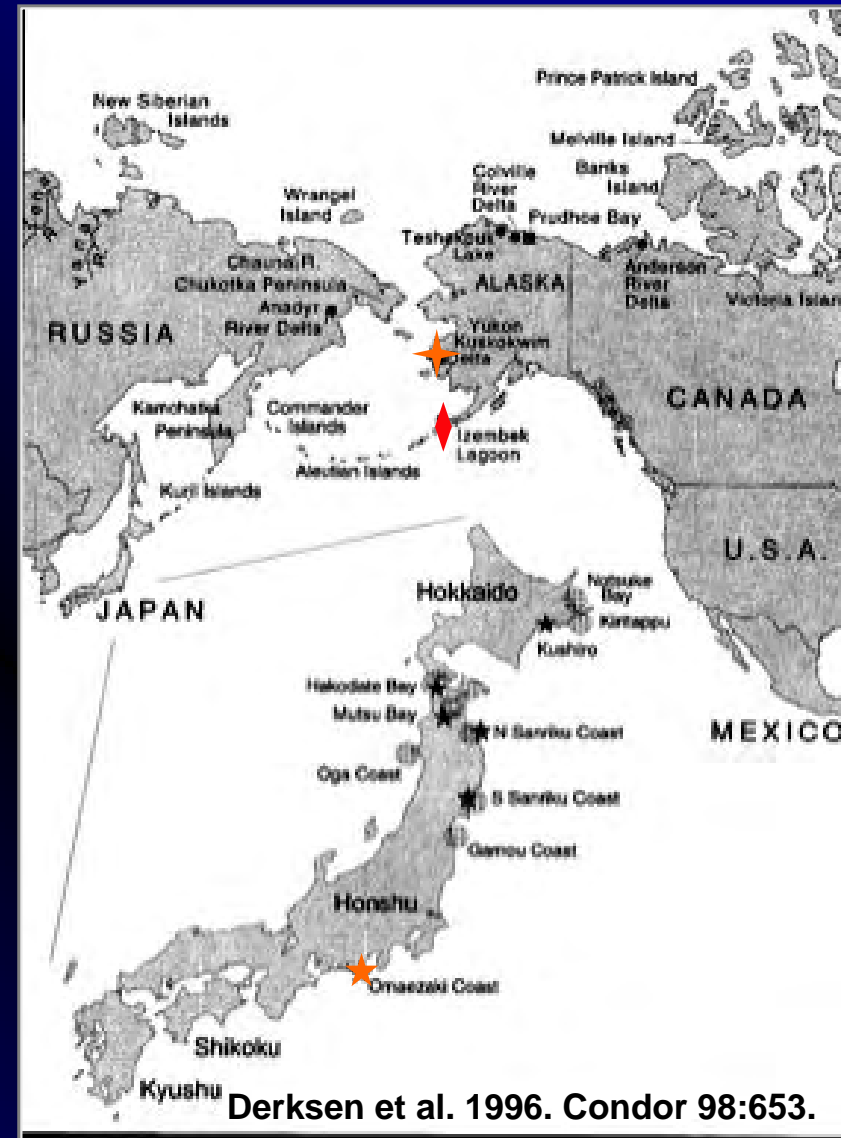 Prince Patrick Island
New Siberian
Islands
Melville Island
Colville
River
Delta
Banks
Island
Wrangel
Island
Prudhoe Bay
Teshekpuk
Lake
Chauna R.
Chukotka Peninsula
ALASKA
Anderson
River
Delta
Victoria Islan
Anadyr
River Delta
RUSSIA
Yukon
Kuskokwim
Delta
CANADA
Kamchatka
Peninsula
Commander
Islands
Izembek
Lagoon
Aleutian Islands
Kuril Islands
U.S.A.
JAPAN
Hokkaido
Notsuke
Bay
Kiritappu
Kushiro
Hakodate Bay
Mutsu Bay
N Sanriku Coast
MEXICO
Oga Coast
S Sanriku Coast
Gamou Coast
Honshu
Omaezaki Coast
Shikoku
Kyushu
Derksen et al. 1996. Condor 98:653.